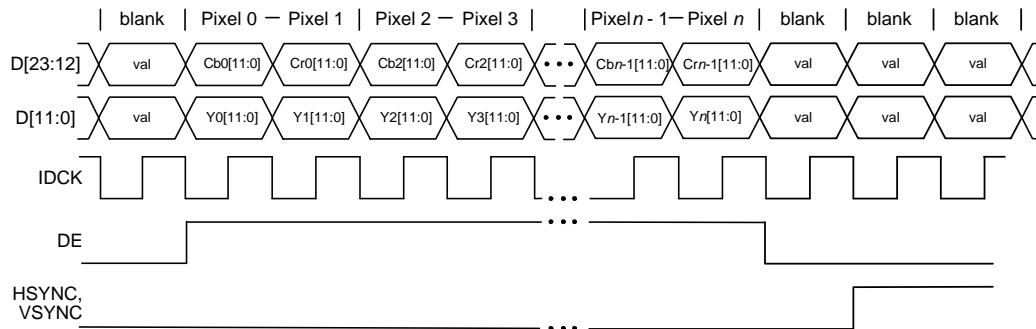 blank Pixel 0 — Pixel 1 Pixel 2 — Pixel 3 Pixel n - 1 — Pixel n blank blank blank
D[23:12] val Cb0[11:0] Cr0[11:0] Cb2[11:0] Cr2[11:0] ••• Cbn-1[11:0] Crn-1[11:0] val val val
D[11:0] val Y0[11:0] Y1[11:0] Y2[11:0] Y3[11:0] ••• Yn-1[11:0] Yn[11:0] val val val
IDCK •••
DE •••
HSYNC,
VSYNC •••